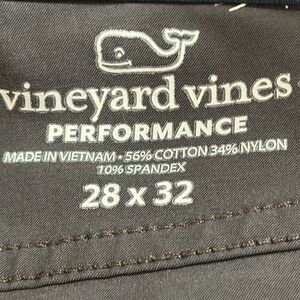 vineyard vines
PERFORMANCE
MADE IN VIETNAM • 56% COTTON 34% NYLON
10% SPANDEX
28 x 32